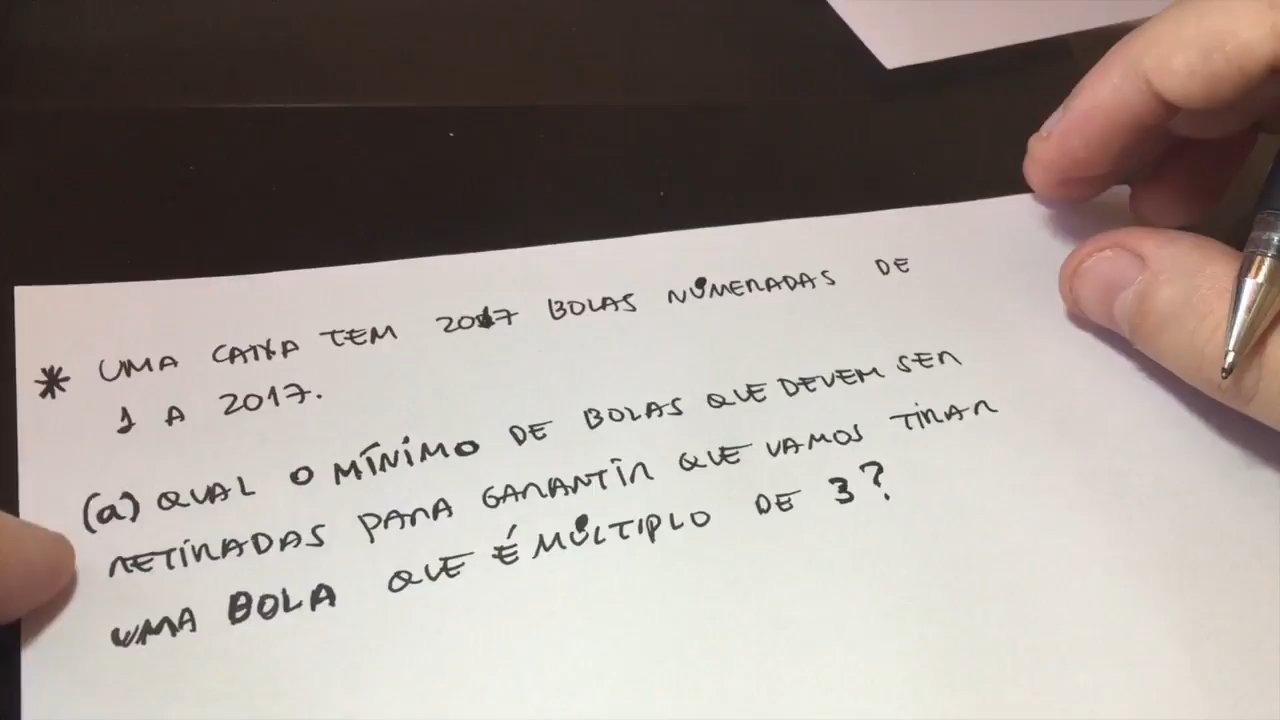 * UMA CAIXA TEM 2017 BOLAS NUMERADAS DE
1 A 2017.
(a) QUAL O MÍNIMO DE BOLAS QUE DEVEM SER
RETIRADAS PARA GARANTIR QUE VAMOS TIRAR
UMA BOLA QUE É MÚLTIPLO DE 3?